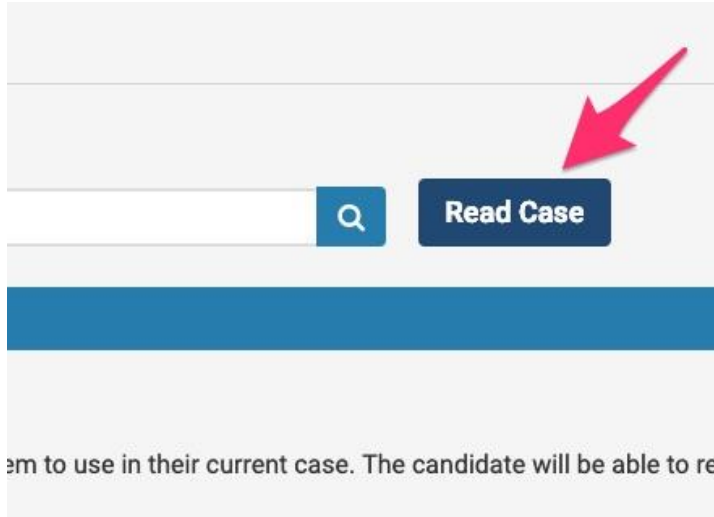 Read Case
em to use in their current case. The candidate will be able to re